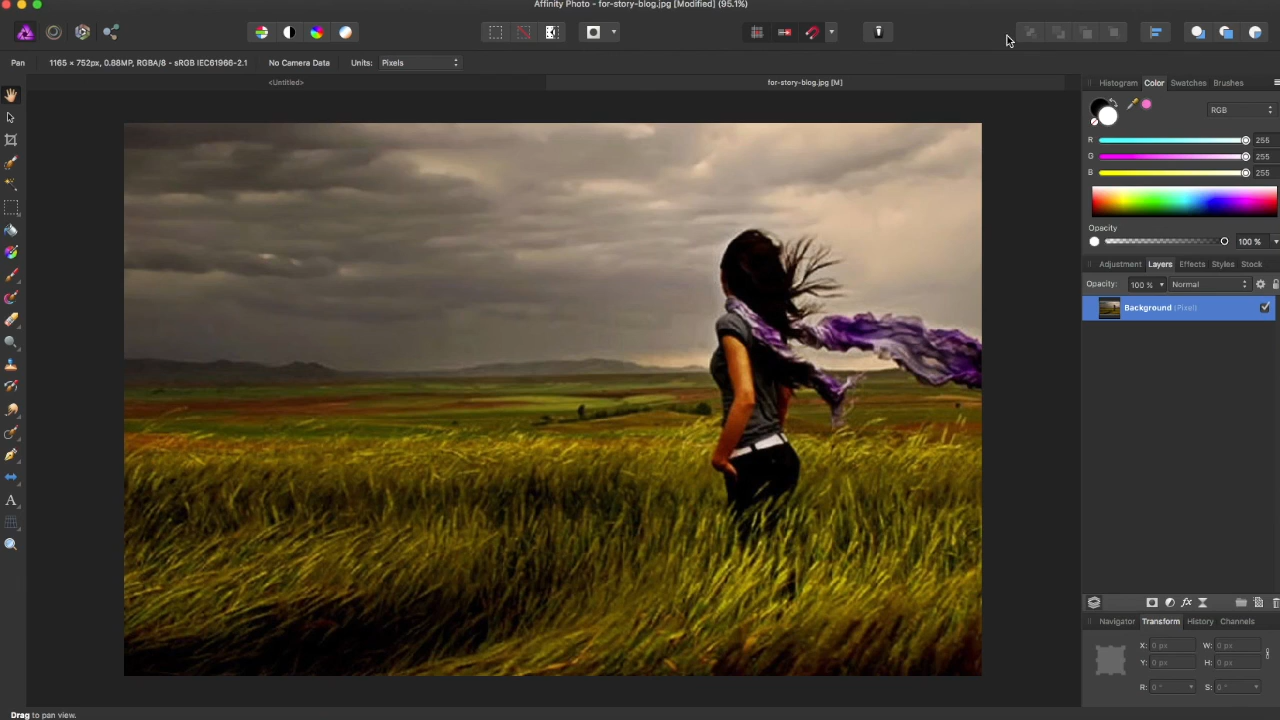 Affinity Photo - for-story-blog.jpg [Modified] (95.1%)
Pan 1165 × 752px, 0.88MP, RGBA/8 - sRGB IEC61966-2.1 No Camera Data Units: Pixels
<Untitled> for-story-blog.jpg [M]
Histogram Color Swatches Brushes
RGB
R 255
G 255
B 255
Opacity
100 %
Adjustment Layers Effects Styles Stock
Opacity: 100 % Normal
Background (Pixel)
fx
Navigator Transform History Channels
X: 0 px W: 0 px
Y: 0 px H: 0 px
R: 0 ° S: 0 °
A
Drag to pan view.